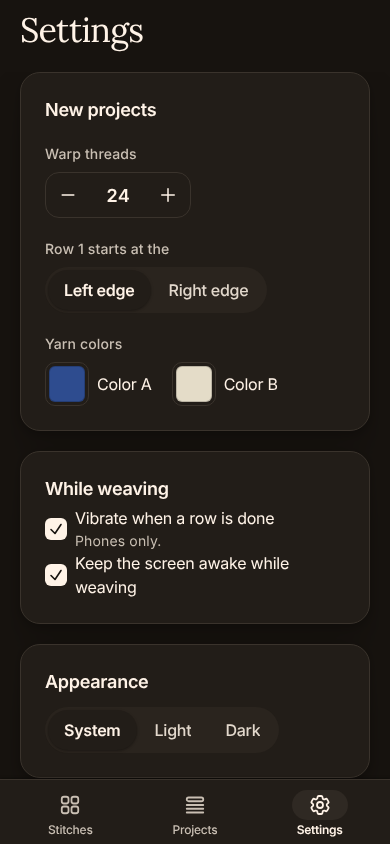 Settings
New projects
Warp threads
24
Row 1 starts at the
Left edge Right edge
Yarn colors
Color A Color B
While weaving
Vibrate when a row is done
Phones only.
Keep the screen awake while
weaving
Appearance
System Light Dark
Stitches Projects Settings